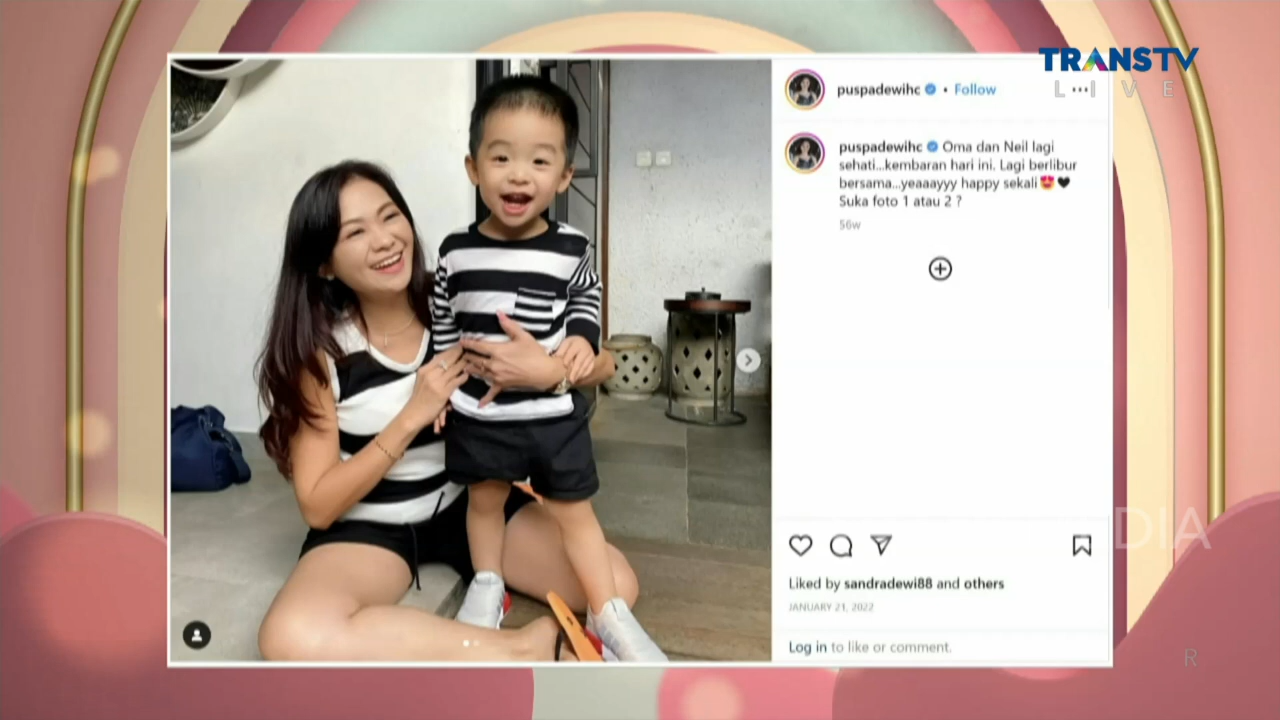 TRANSTV
LIVE
puspadewihc • Follow
puspadewihc Oma dan Neil lagi
sehati...kembaran hari ini. Lagi berlibur
bersama...yeaaayyy happy sekali😍🖤
Suka foto 1 atau 2 ?
56w
DIA
Liked by sandradewi88 and others
JANUARY 21, 2022
Log in to like or comment.
R